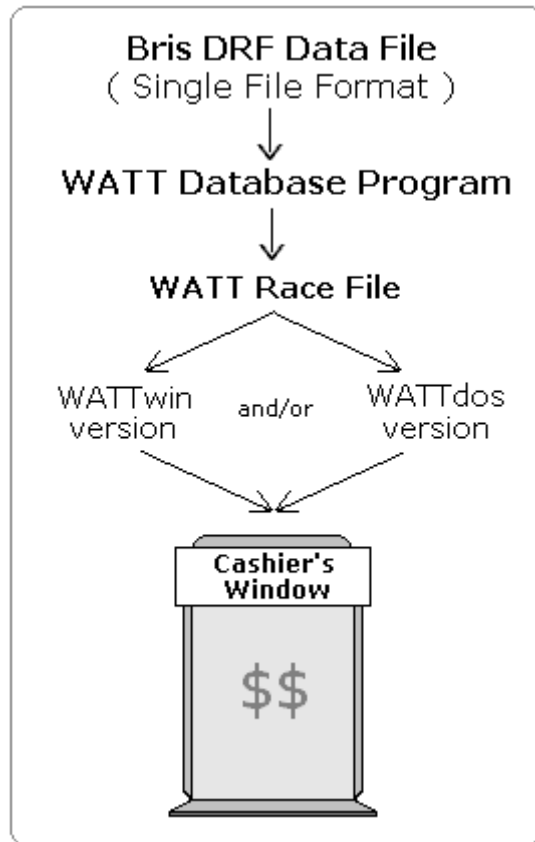 Bris DRF Data File
( Single File Format )
WATT Database Program
WATT Race File
WATTwin
version
and/or
WATTdos
version
Cashier's
Window
$$